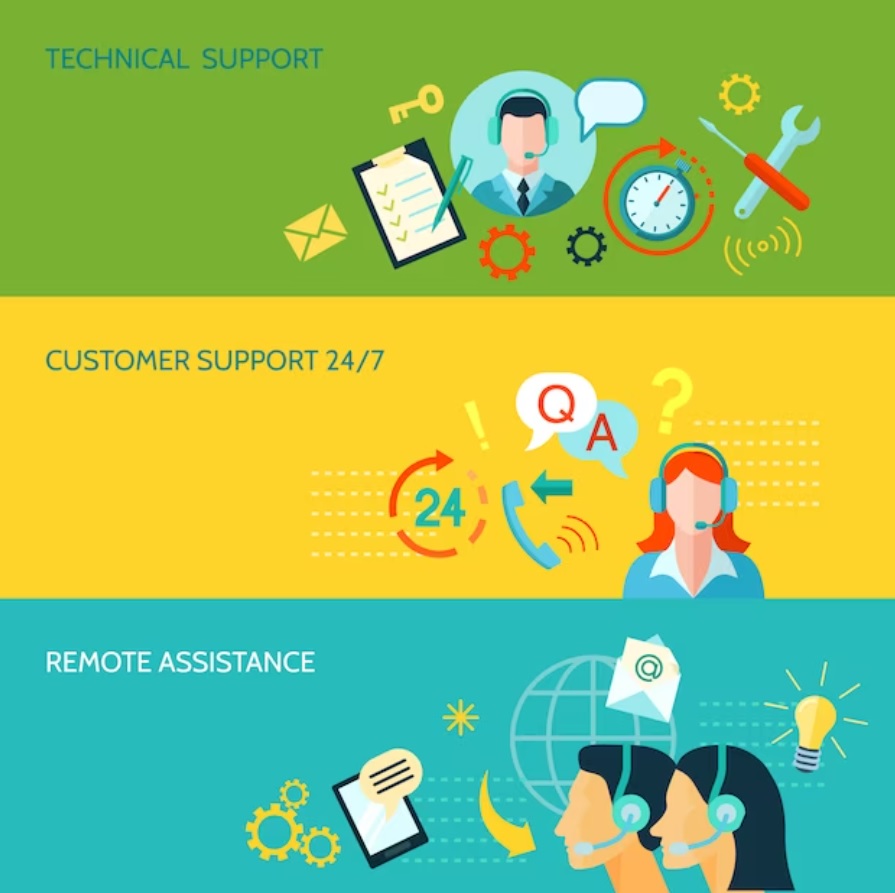 TECHNICAL SUPPORT
CUSTOMER SUPPORT 24/7
Q
A
?
!
24
REMOTE ASSISTANCE
@